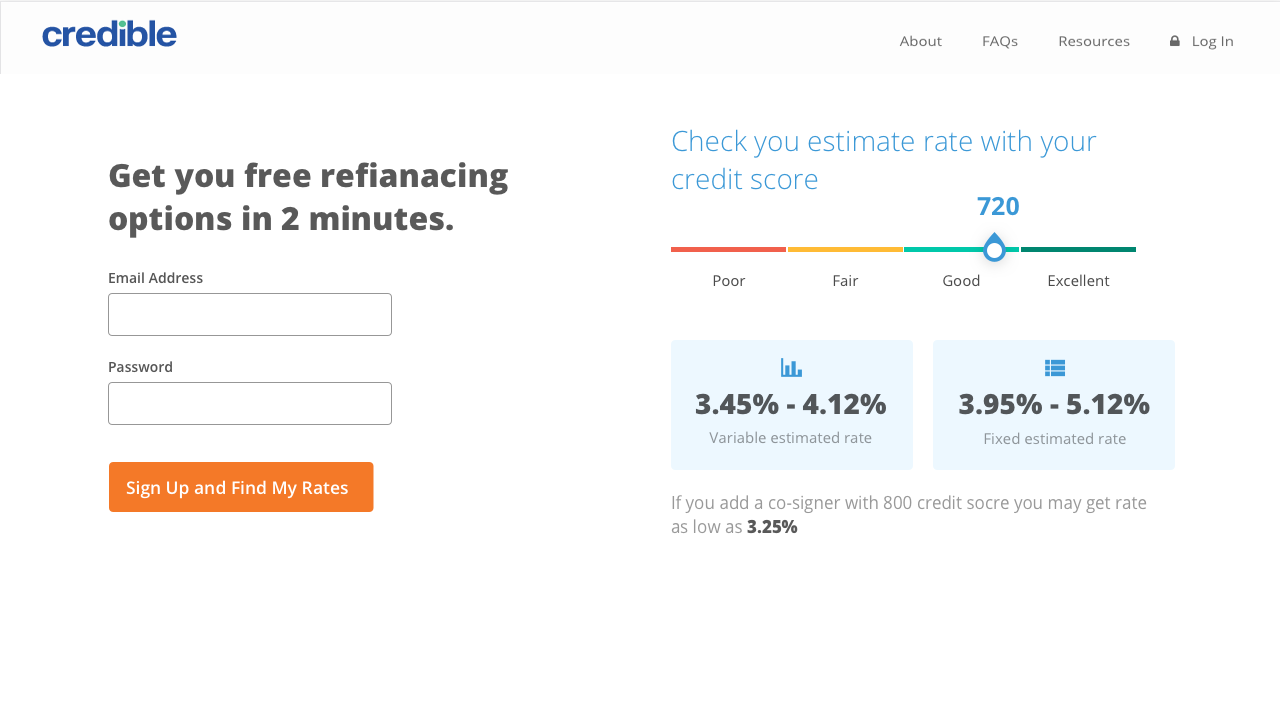 credible
About
FAQs
Resources
Log In
Get you free refianacing
options in 2 minutes.
Email Address
Password
Sign Up and Find My Rates
Check you estimate rate with your
credit score
720
Poor
Fair
Good
Excellent
3.45% - 4.12%
Variable estimated rate
3.95% - 5.12%
Fixed estimated rate
If you add a co-signer with 800 credit socre you may get rate
as low as 3.25%